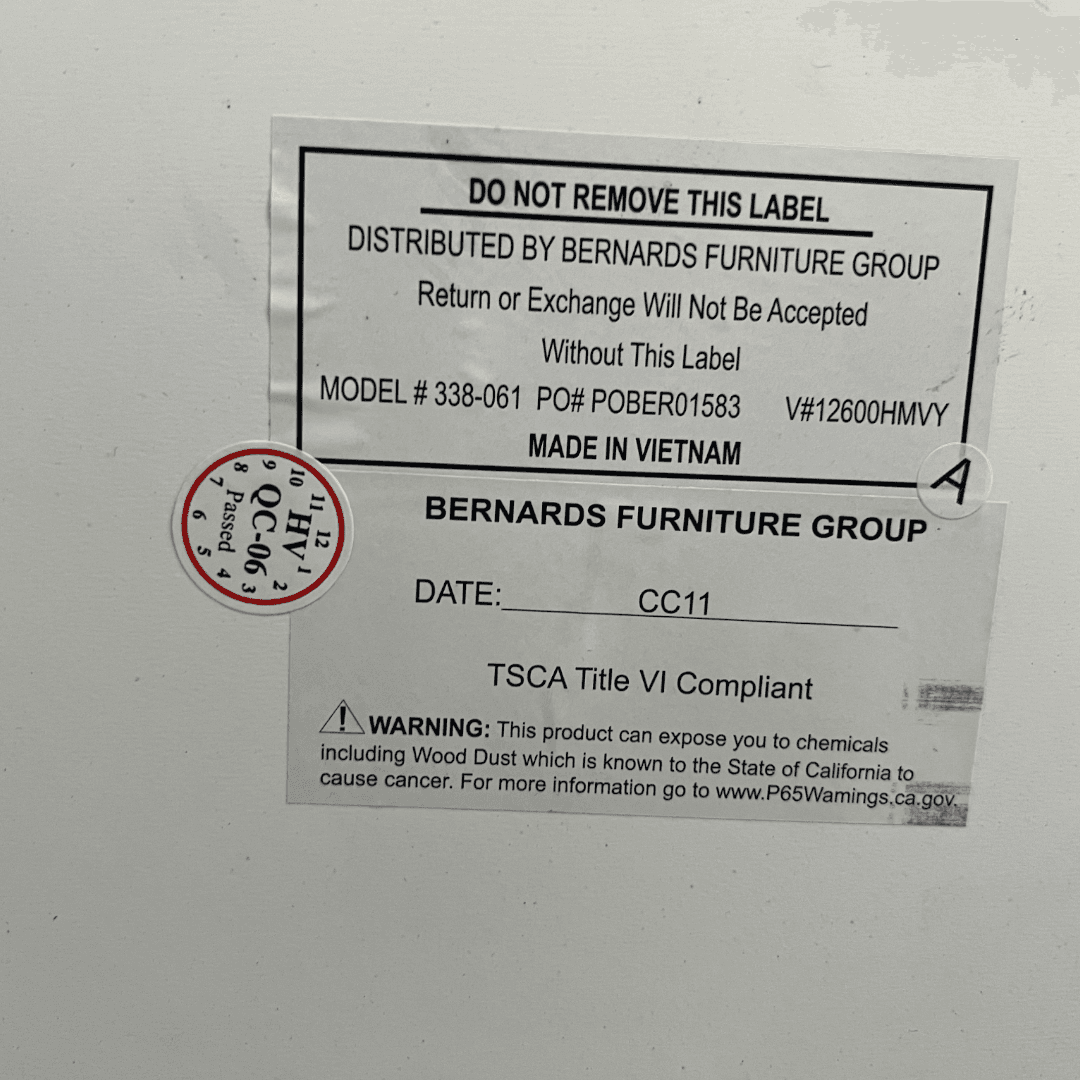 DO NOT REMOVE THIS LABEL
DISTRIBUTED BY BERNARDS FURNITURE GROUP
Return or Exchange Will Not Be Accepted
Without This Label
MODEL # 338-061 PO# POBER01583 V#12600HMVY
MADE IN VIETNAM
A
BERNARDS FURNITURE GROUP
DATE: CC11
TSCA Title VI Compliant
WARNING: This product can expose you to chemicals
including Wood Dust which is known to the State of California to
cause cancer. For more information go to www.P65Warnings.ca.gov.
HV
QC-06
Passed
1 2 3 4 5 6 7 8 9 10 11 12